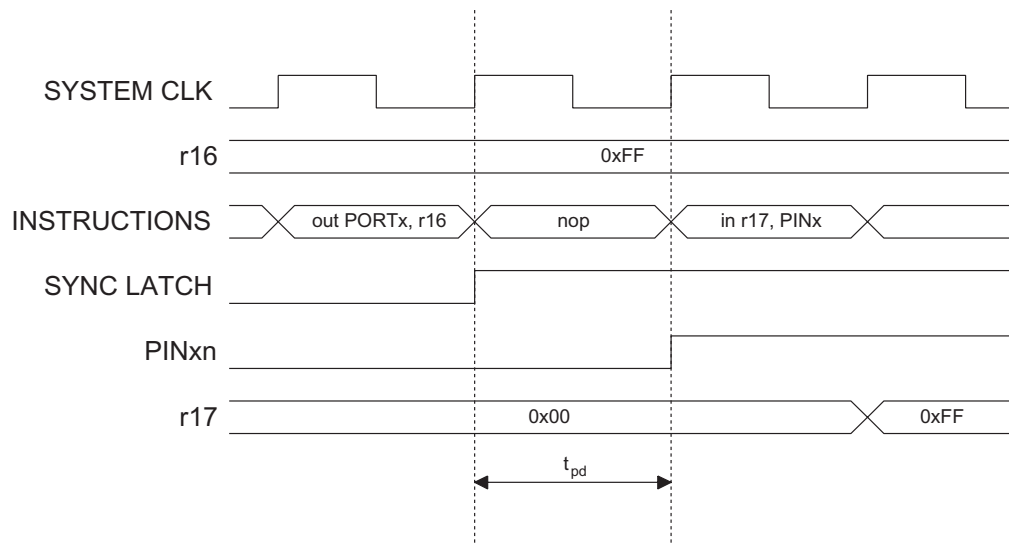 SYSTEM CLK
r16
0xFF
INSTRUCTIONS
out PORTx, r16
nop
in r17, PINx
SYNC LATCH
PINxn
r17
0x00
0xFF
tpd